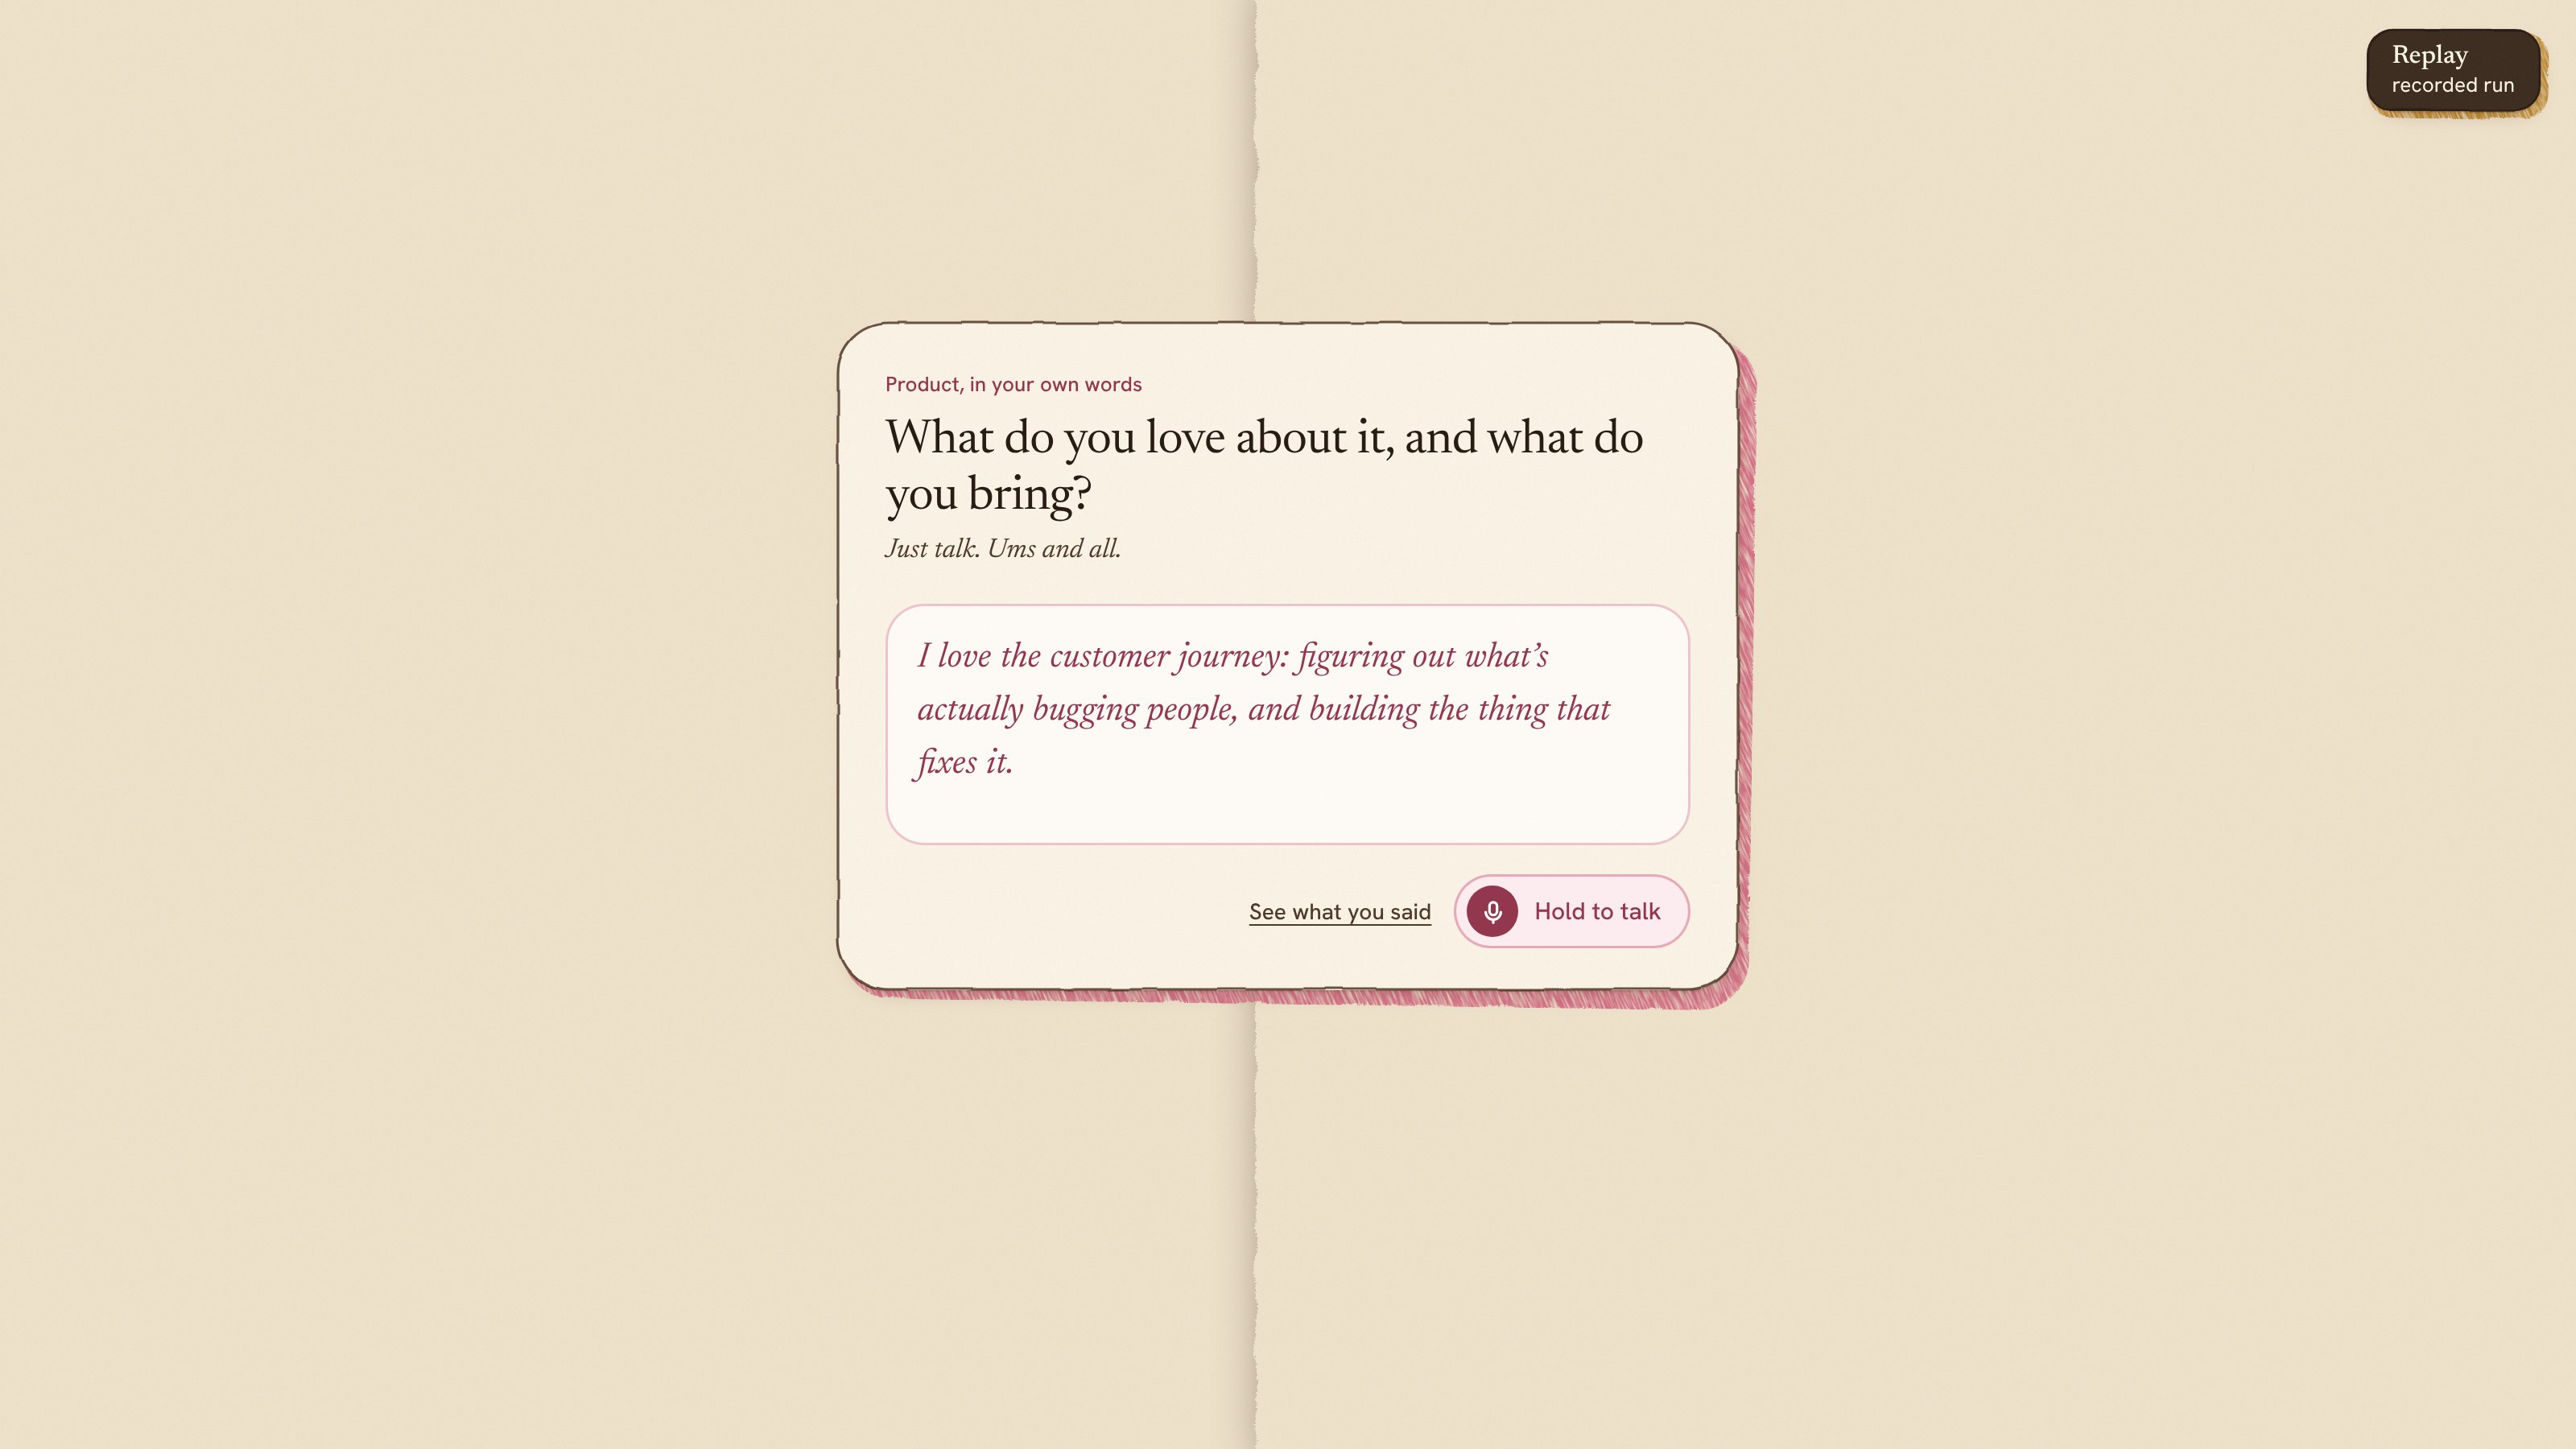 Replay
recorded run
Product, in your own words
What do you love about it, and what do
you bring?
Just talk. Ums and all.
I love the customer journey: figuring out what’s
actually bugging people, and building the thing that
fixes it.
See what you said
Hold to talk